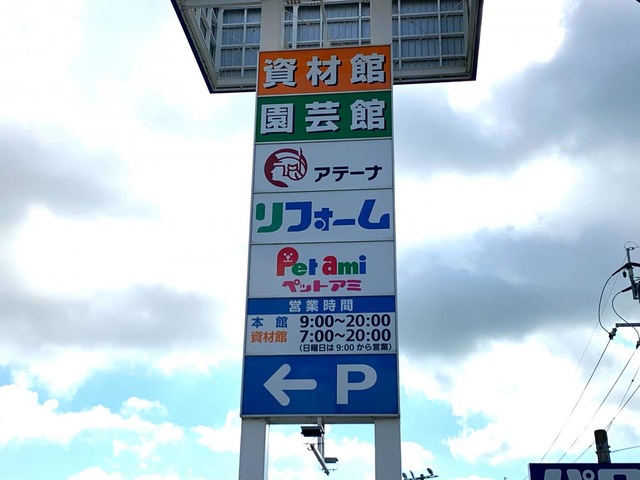 資材館
園芸館
アテーナ
リフォーム
Pet ami
ペットアミ
営業時間
本館 9:00〜20:00
資材館 7:00〜20:00
(日曜日は9:00から営業)
← P